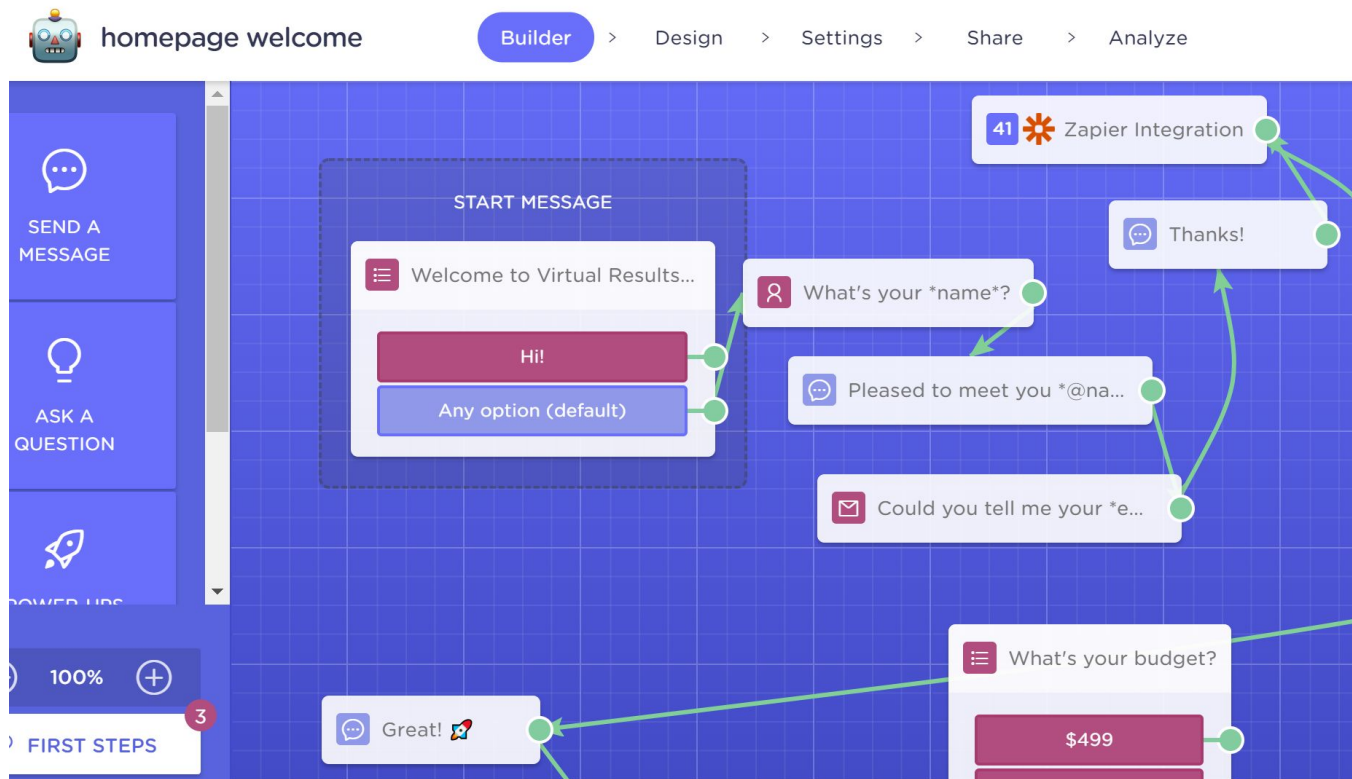 homepage welcome
Builder > Design > Settings > Share > Analyze
SEND A
MESSAGE
ASK A
QUESTION
POWER UPS
100%
3
FIRST STEPS
START MESSAGE
Welcome to Virtual Results...
Hi!
Any option (default)
What's your *name*?
Pleased to meet you *@na...
Could you tell me your *e...
41 Zapier Integration
Thanks!
Great!
What's your budget?
$499